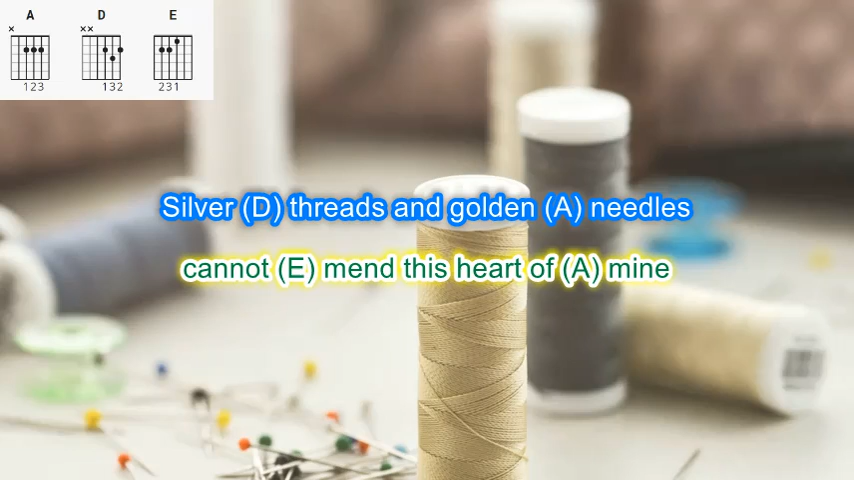 A D E
× ××
123 132 231
Silver (D) threads and golden (A) needles
cannot (E) mend this heart of (A) mine